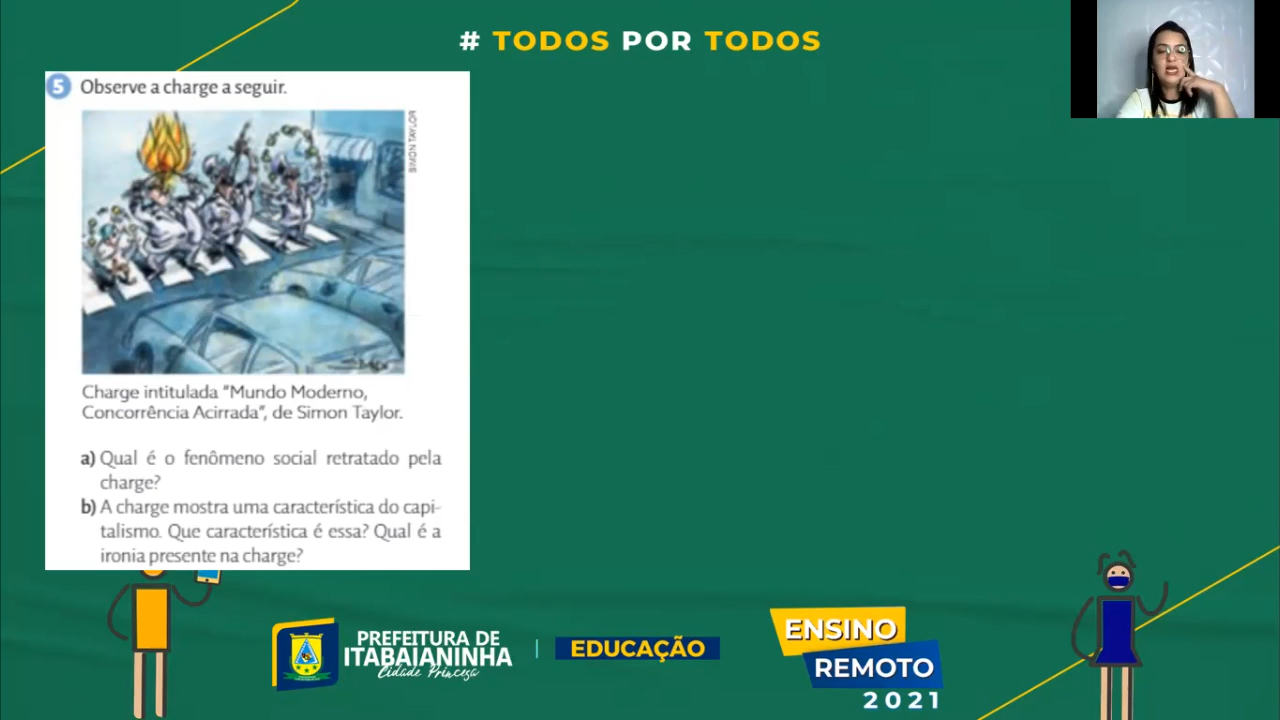 # TODOS POR TODOS
5 Observe a charge a seguir.
SIMON TAYLOR
Charge intitulada "Mundo Moderno,
Concorrência Acirrada", de Simon Taylor.
a) Qual é o fenômeno social retratado pela
charge?
b) A charge mostra uma característica do capi-
talismo. Que característica é essa? Qual é a
ironia presente na charge?
PREFEITURA DE
ITABAIANINHA
Cidade Princesa
EDUCAÇÃO
ENSINO
REMOTO
2021